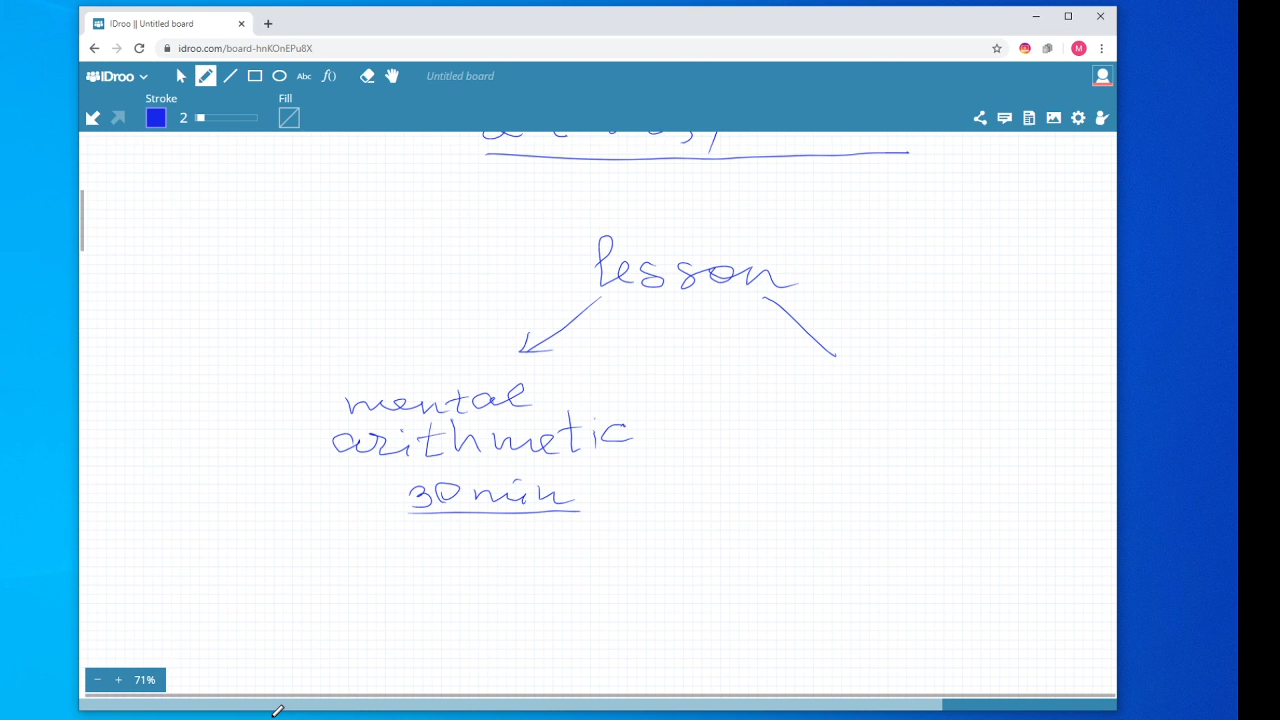 IDroo || Untitled board
idroo.com/board-hnKOnEPu8X
M
IDroo
Abc
f()
Untitled board
Stroke
Fill
2
lesson
mental
arithmetic
30 min
71%